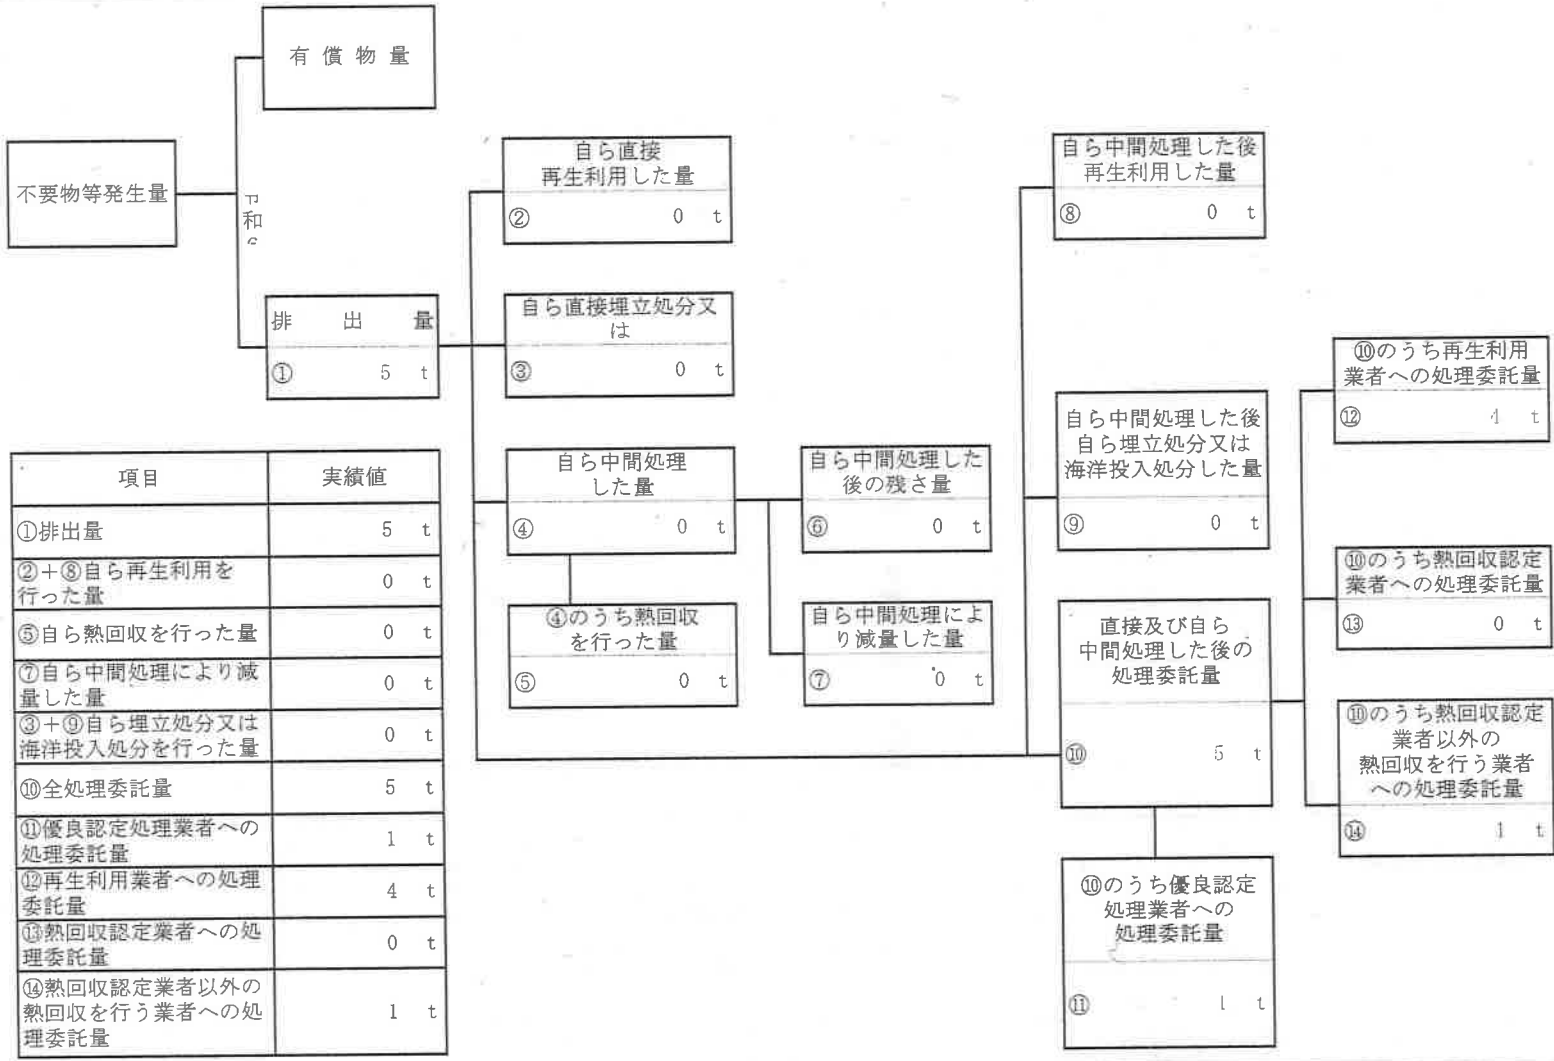 有 償 物 量
不要物等発生量
和
排 出 量
① 5 t
自ら直接
再生利用した量
② 0 t
自ら直接埋立処分又
は
③ 0 t
自ら中間処理
した量
④ 0 t
④のうち熱回収
を行った量
⑤ 0 t
自ら中間処理した
後の残さ量
⑥ 0 t
自ら中間処理によ
り減量した量
⑦ 0 t
自ら中間処理した後
再生利用した量
⑧ 0 t
自ら中間処理した後
自ら埋立処分又は
海洋投入処分した量
⑨ 0 t
直接及び自ら
中間処理した後の
処理委託量
⑩ 5 t
⑩のうち優良認定
処理業者への
処理委託量
⑪ 1 t
⑩のうち再生利用
業者への処理委託量
⑫ 4 t
⑩のうち熱回収認定
業者への処理委託量
⑬ 0 t
⑩のうち熱回収認定
業者以外の
熱回収を行う業者
への処理委託量
⑭ 1 t
項目 実績値
①排出量 5 t
②+⑧自ら再生利用を
行った量 0 t
⑤自ら熱回収を行った量 0 t
⑦自ら中間処理により減
量した量 0 t
③+⑨自ら埋立処分又は
海洋投入処分を行った量 0 t
⑩全処理委託量 5 t
⑪優良認定処理業者への
処理委託量 1 t
⑫再生利用業者への処理
委託量 4 t
⑬熱回収認定業者への処
理委託量 0 t
⑭熱回収認定業者以外の
熱回収を行う業者への処
理委託量 1 t